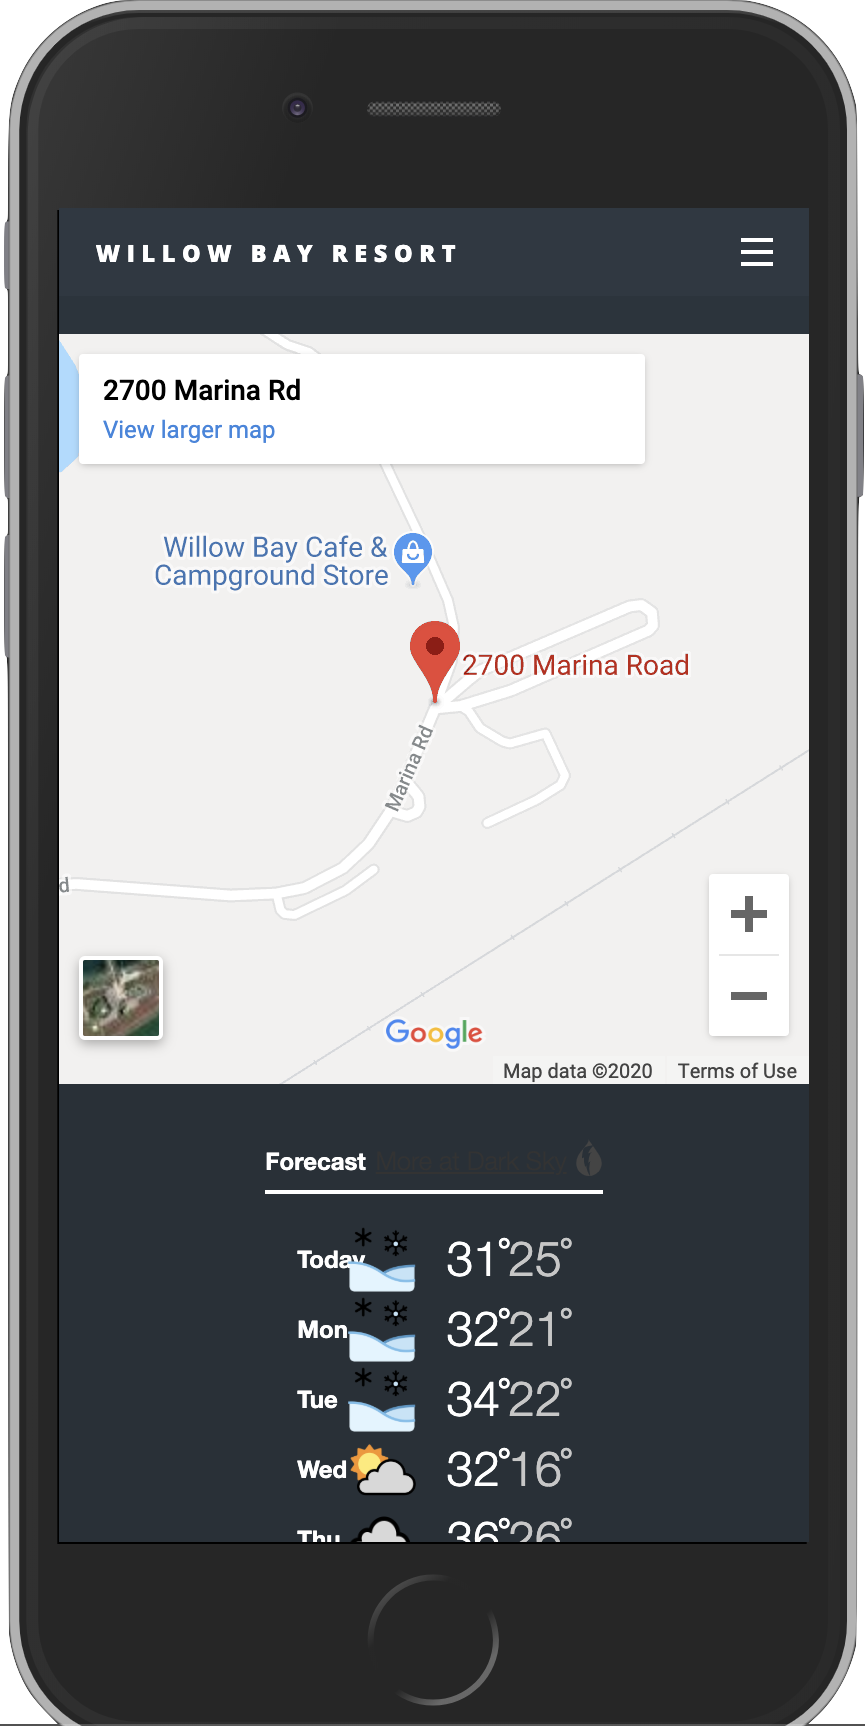 WILLOW BAY RESORT
2700 Marina Rd
View larger map
Willow Bay Cafe &
Campground Store
2700 Marina Road
Marina Rd
d
Google
Map data ©2020 Terms of Use
Forecast More at Dark Sky
Today 31° 25°
Mon 32° 21°
Tue 34° 22°
Wed 32° 16°
Thu 36° 26°